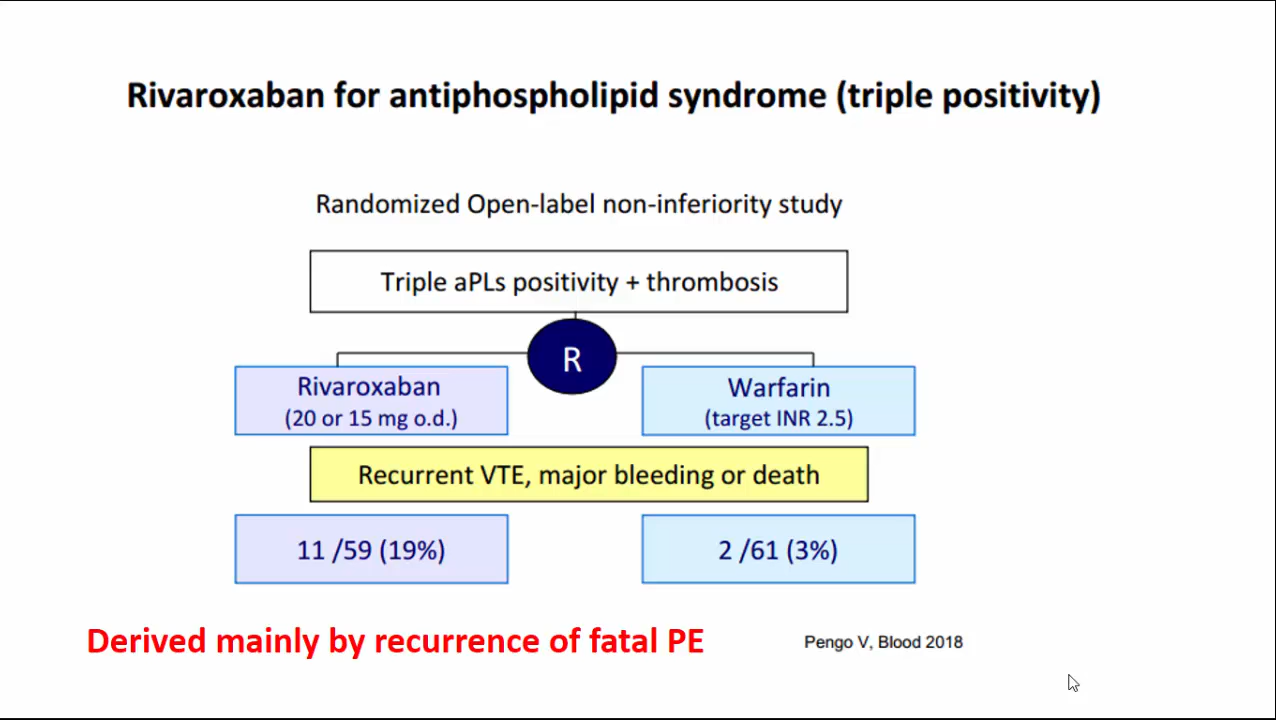 Rivaroxaban for antiphospholipid syndrome (triple positivity)
Randomized Open-label non-inferiority study
Triple aPLs positivity + thrombosis
R
Rivaroxaban
(20 or 15 mg o.d.)
Warfarin
(target INR 2.5)
Recurrent VTE, major bleeding or death
11 /59 (19%)
2 /61 (3%)
Derived mainly by recurrence of fatal PE
Pengo V, Blood 2018